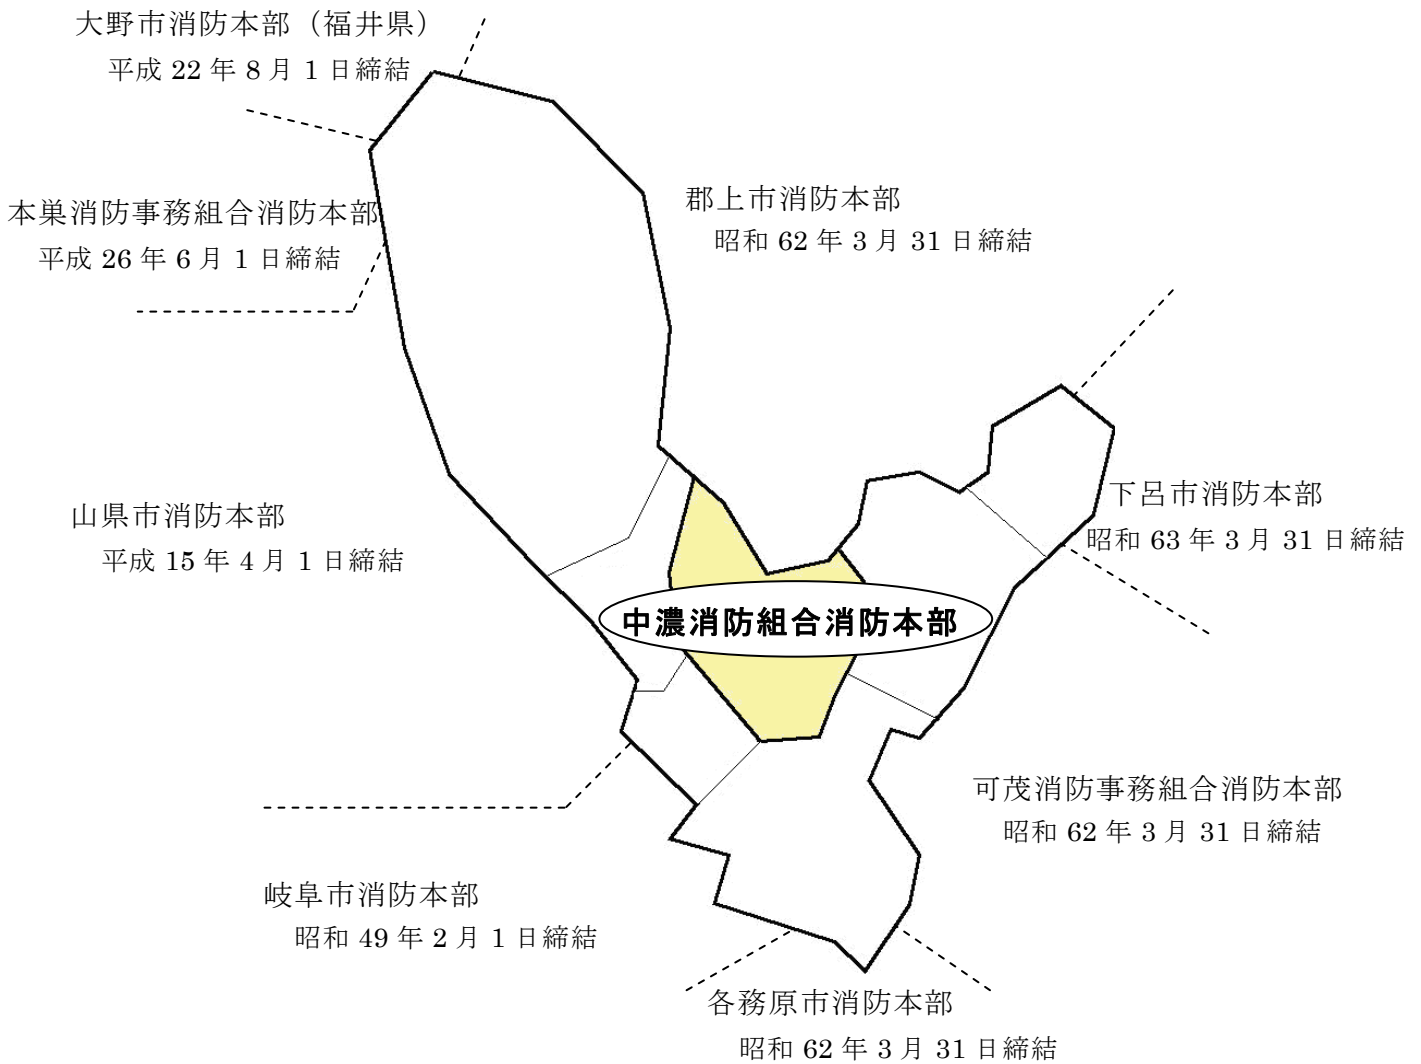 大野市消防本部（福井県）
平成 22 年 8 月 1 日締結
本巣消防事務組合消防本部
平成 26 年 6 月 1 日締結
郡上市消防本部
昭和 62 年 3 月 31 日締結
山県市消防本部
平成 15 年 4 月 1 日締結
下呂市消防本部
昭和 63 年 3 月 31 日締結
中濃消防組合消防本部
可茂消防事務組合消防本部
昭和 62 年 3 月 31 日締結
岐阜市消防本部
昭和 49 年 2 月 1 日締結
各務原市消防本部
昭和 62 年 3 月 31 日締結